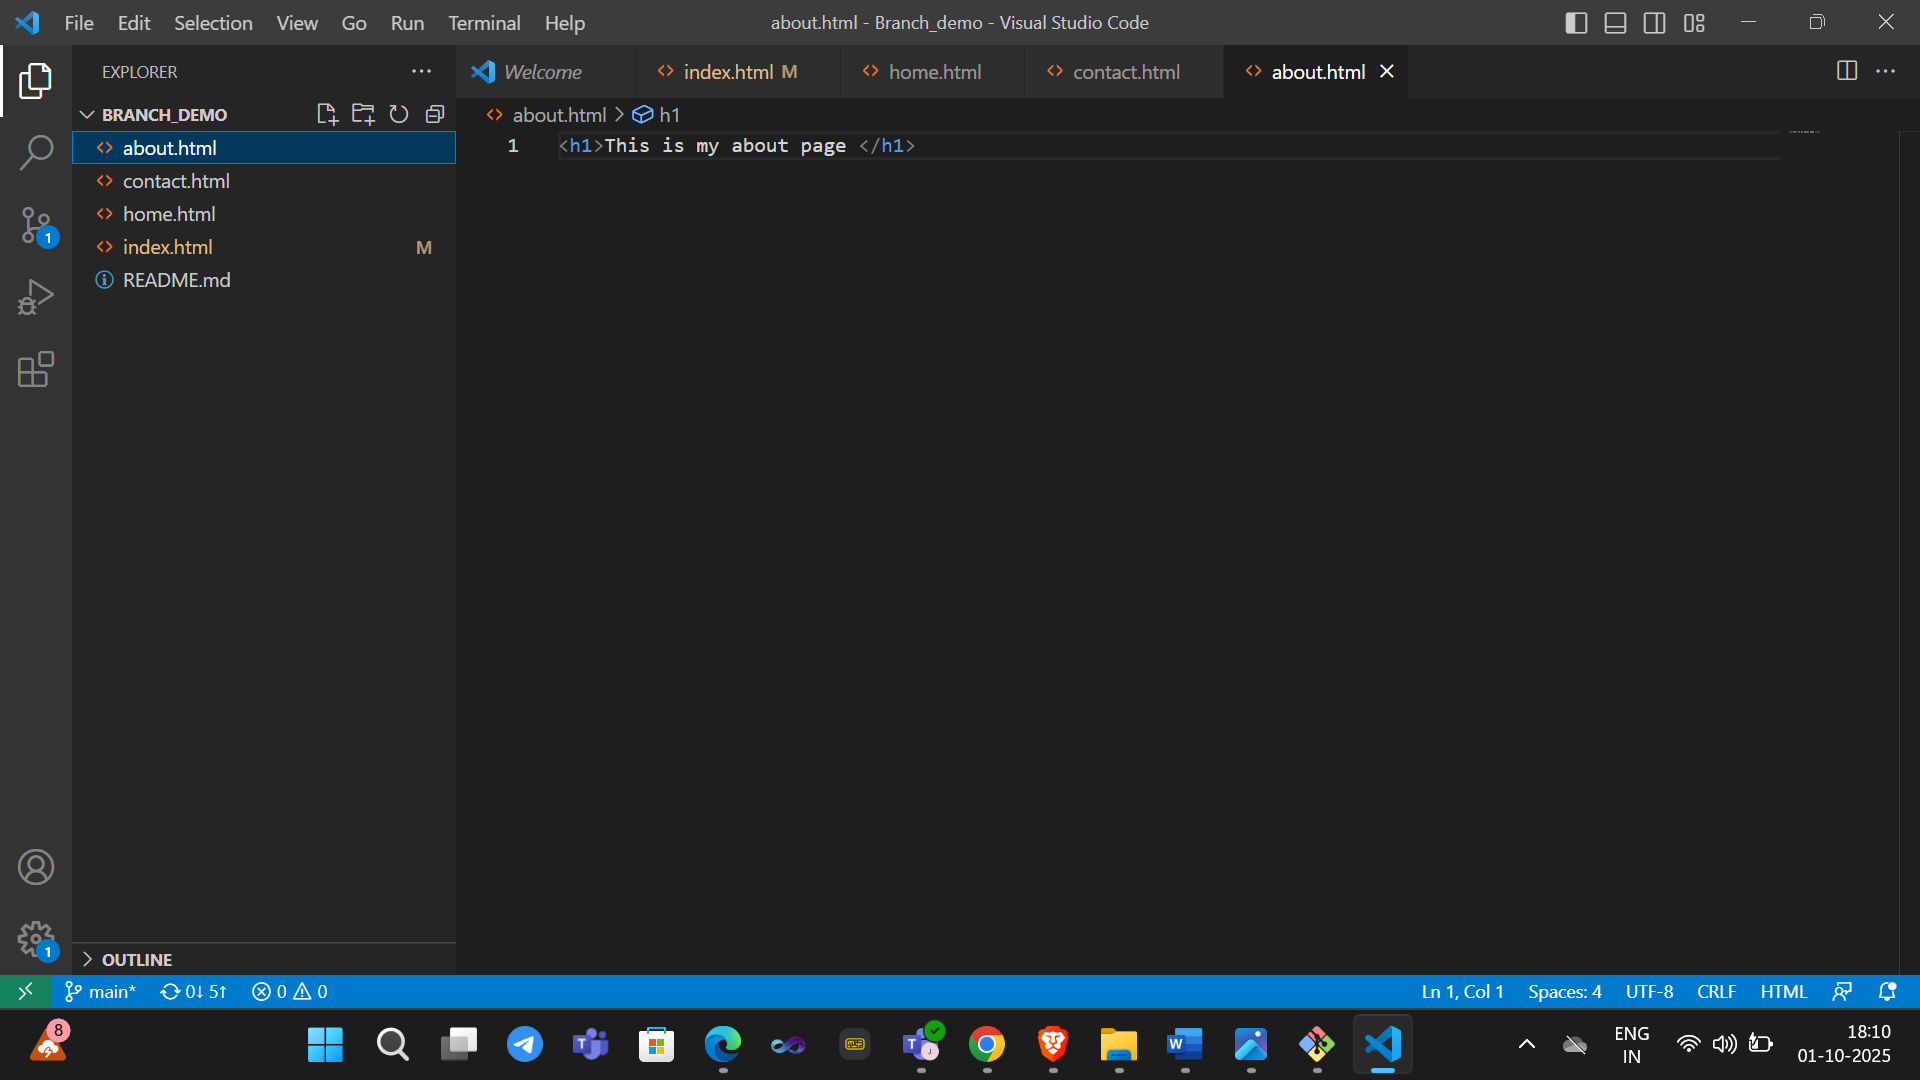 File Edit Selection View Go Run Terminal Help about.html - Branch_demo - Visual Studio Code
EXPLORER
Welcome index.html M home.html contact.html about.html
BRANCH_DEMO
about.html > h1
about.html
1 <h1>This is my about page </h1>
contact.html
home.html
index.html M
README.md
1
1
OUTLINE
main* 0↓ 5↑ 0 0 Ln 1, Col 1 Spaces: 4 UTF-8 CRLF HTML
8
ENG
IN
18:10
01-10-2025